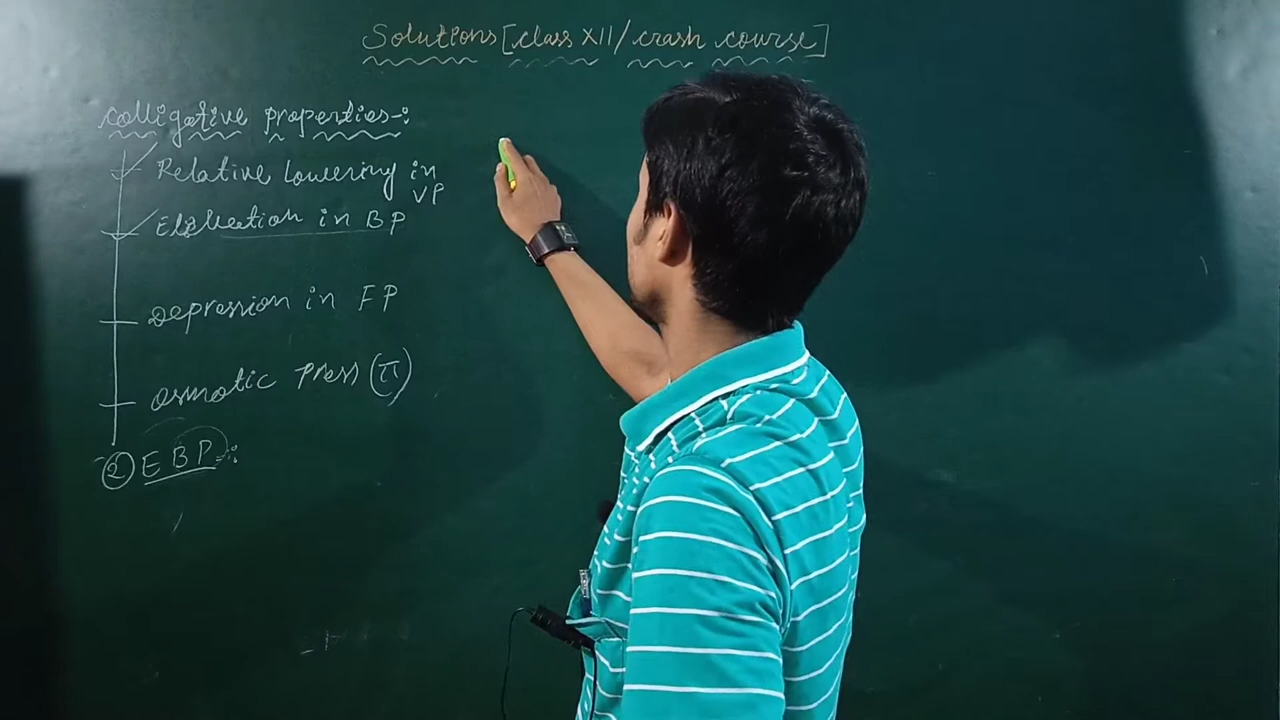 Solutions [class XII / crash course]
colligative properties-:
Relative Lowering in
VP
Elevation in BP
Depression in FP
osmotic press (π)
② EBP-: